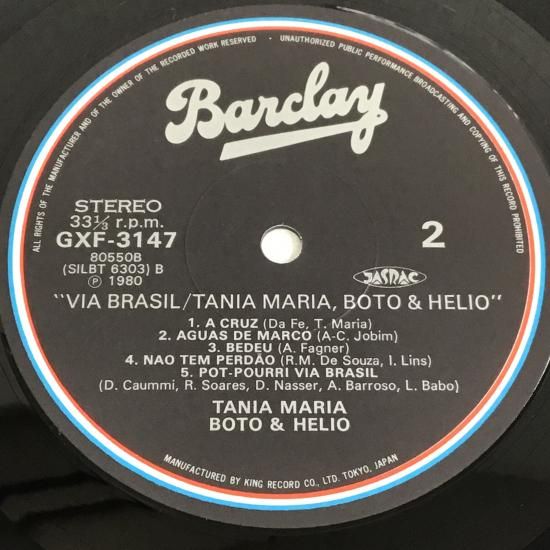 ALL RIGHTS OF THE MANUFACTURER AND OF THE OWNER OF THE RECORDED WORK RESERVED • UNAUTHORIZED PUBLIC PERFORMANCE BROADCASTING AND COPYING OF THIS RECORD PROHIBITED
Barclay
STEREO
33⅓ r.p.m.
GXF-3147
2
80550B
(SILBT 6303) B
Ⓟ 1980
JASRAC
"VIA BRASIL/TANIA MARIA, BOTO & HELIO"
1. A CRUZ (Da Fe, T. Maria)
2. AGUAS DE MARCO (A-C. Jobim)
3. BEDEU (A. Fagner)
4. NAO TEM PERDÃO (R.M. De Souza, I. Lins)
5. POT-POURRI VIA BRASIL
(D. Caummi, R. Soares, D. Nasser, A. Barroso, L. Babo)
TANIA MARIA
BOTO & HELIO
MANUFACTURED BY KING RECORD CO., LTD. TOKYO, JAPAN